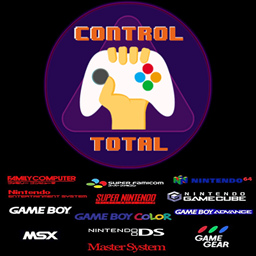 CONTROL
TOTAL
FAMILY COMPUTER
SUPER FAMICOM
NINTENDO 64
Nintendo
ENTERTAINMENT SYSTEM
SUPER NINTENDO
NINTENDO
GAMECUBE
GAME BOY
GAME BOY COLOR
GAME BOY ADVANCE
MSX
NINTENDO DS
GAME GEAR
Master System